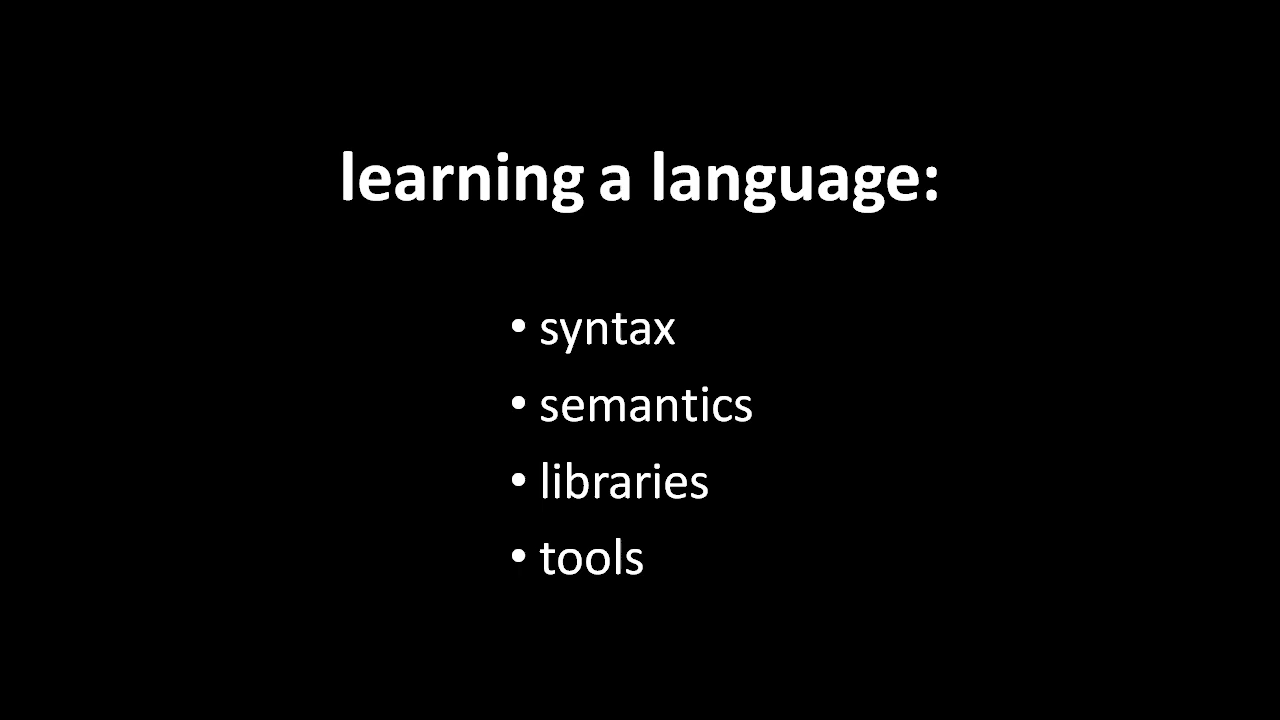 learning a language:
• syntax
• semantics
• libraries
• tools